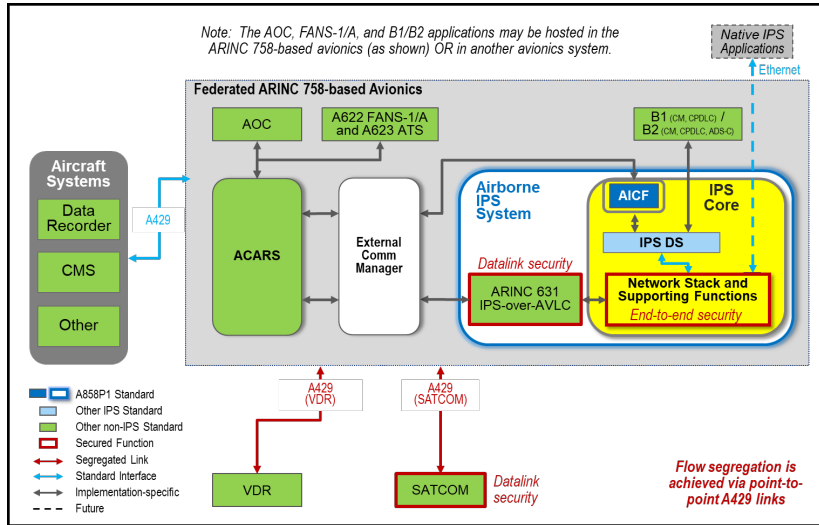 Note: The AOC, FANS-1/A, and B1/B2 applications may be hosted in the
ARINC 758-based avionics (as shown) OR in another avionics system.
Native IPS
Applications
Ethernet
Federated ARINC 758-based Avionics
AOC
A622 FANS-1/A
and A623 ATS
B1 (CM, CPDLC) /
B2 (CM, CPDLC, ADS-C)
Aircraft
Systems
Data
Recorder
CMS
Other
A429
ACARS
External
Comm
Manager
Airborne
IPS
System
AICF
IPS
Core
IPS DS
Datalink security
ARINC 631
IPS-over-AVLC
Network Stack and
Supporting Functions
End-to-end security
A429
(VDR)
A429
(SATCOM)
A858P1 Standard
Other IPS Standard
Other non-IPS Standard
Secured Function
Segregated Link
Standard Interface
Implementation-specific
Future
VDR
SATCOM
Datalink
security
Flow segregation is
achieved via point-to-
point A429 links